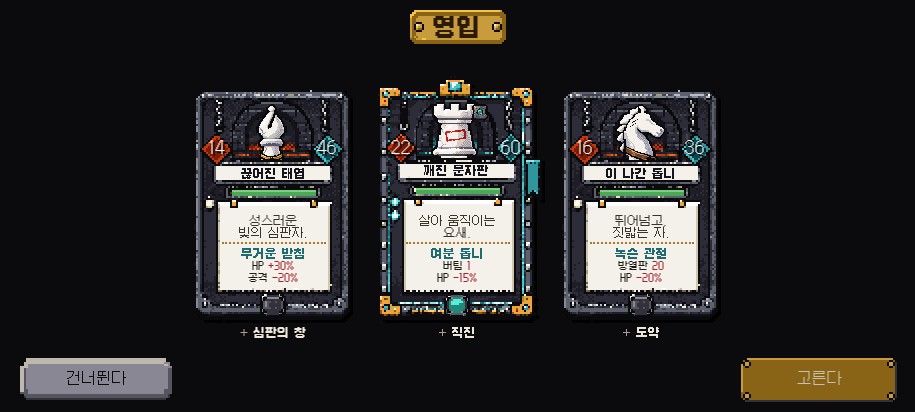 영입
14
46
끊어진 태엽
성스러운
빛의 심판자.
무거운 받침
HP +30%
공격 -20%
+ 심판의 창
22
60
깨진 문자판
살아 움직이는
요새.
여분 톱니
버팀 1
HP -15%
+ 직진
16
36
이 나간 톱니
뛰어넘고
짓밟는 자.
녹슨 관절
방열판 20
HP -20%
+ 도약
건너뛴다
고른다